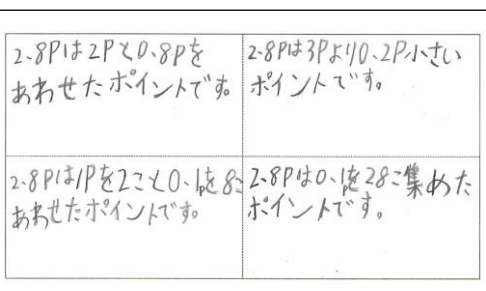 2.8Pは2Pと0.8Pを
あわせたポイントです。
2.8Pは3Pより0.2P小さい
ポイントです。
2.8Pは1Pを2こと0.1Pを8こ
あわせたポイントです。
2.8Pは0.1Pを28こ集めた
ポイントです。